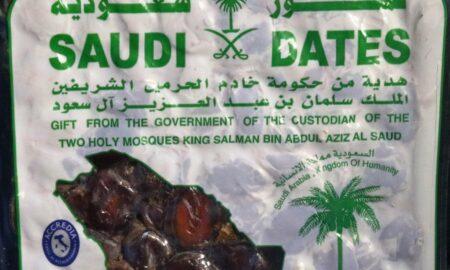 تمور سعودية
SAUDI DATES
هدية من حكومة خادم الحرمين الشريفين
الملك سلمان بن عبد العزيز آل سعود
GIFT FROM THE GOVERNMENT OF THE CUSTODIAN OF THE
TWO HOLY MOSQUES KING SALMAN BIN ABDUL AZIZ AL SAUD
السعودية مملكة الإنسانية
Saudi Arabia, Kingdom Of Humanity
ACCREDIA